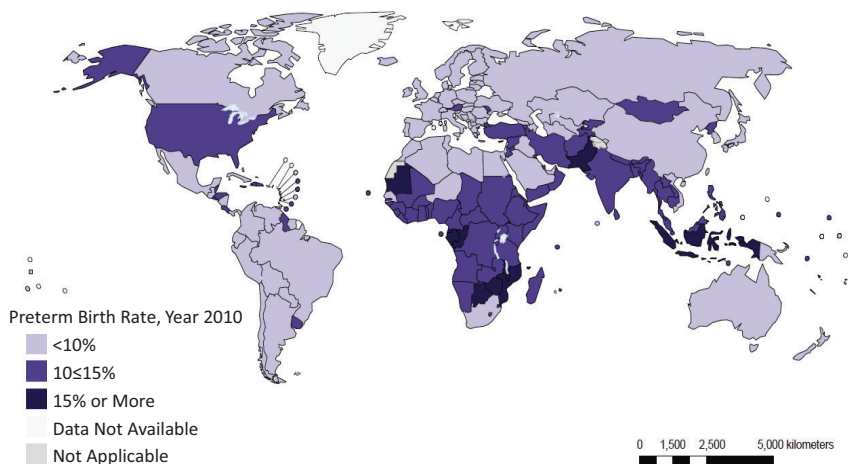 Preterm Birth Rate, Year 2010
<10%
10≤15%
15% or More
Data Not Available
Not Applicable
0 1,500 2,500 5,000 kilometers